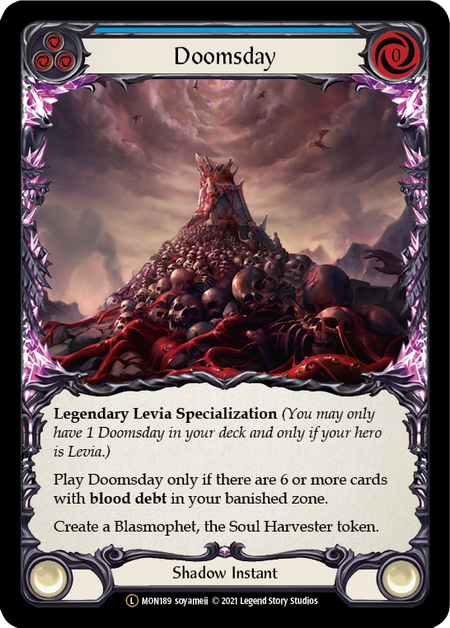 Doomsday
0
Legendary Levia Specialization (You may only
have 1 Doomsday in your deck and only if your hero
is Levia.)
Play Doomsday only if there are 6 or more cards
with blood debt in your banished zone.
Create a Blasmophet, the Soul Harvester token.
Shadow Instant
L MON189 soyameii © 2021 Legend Story Studios